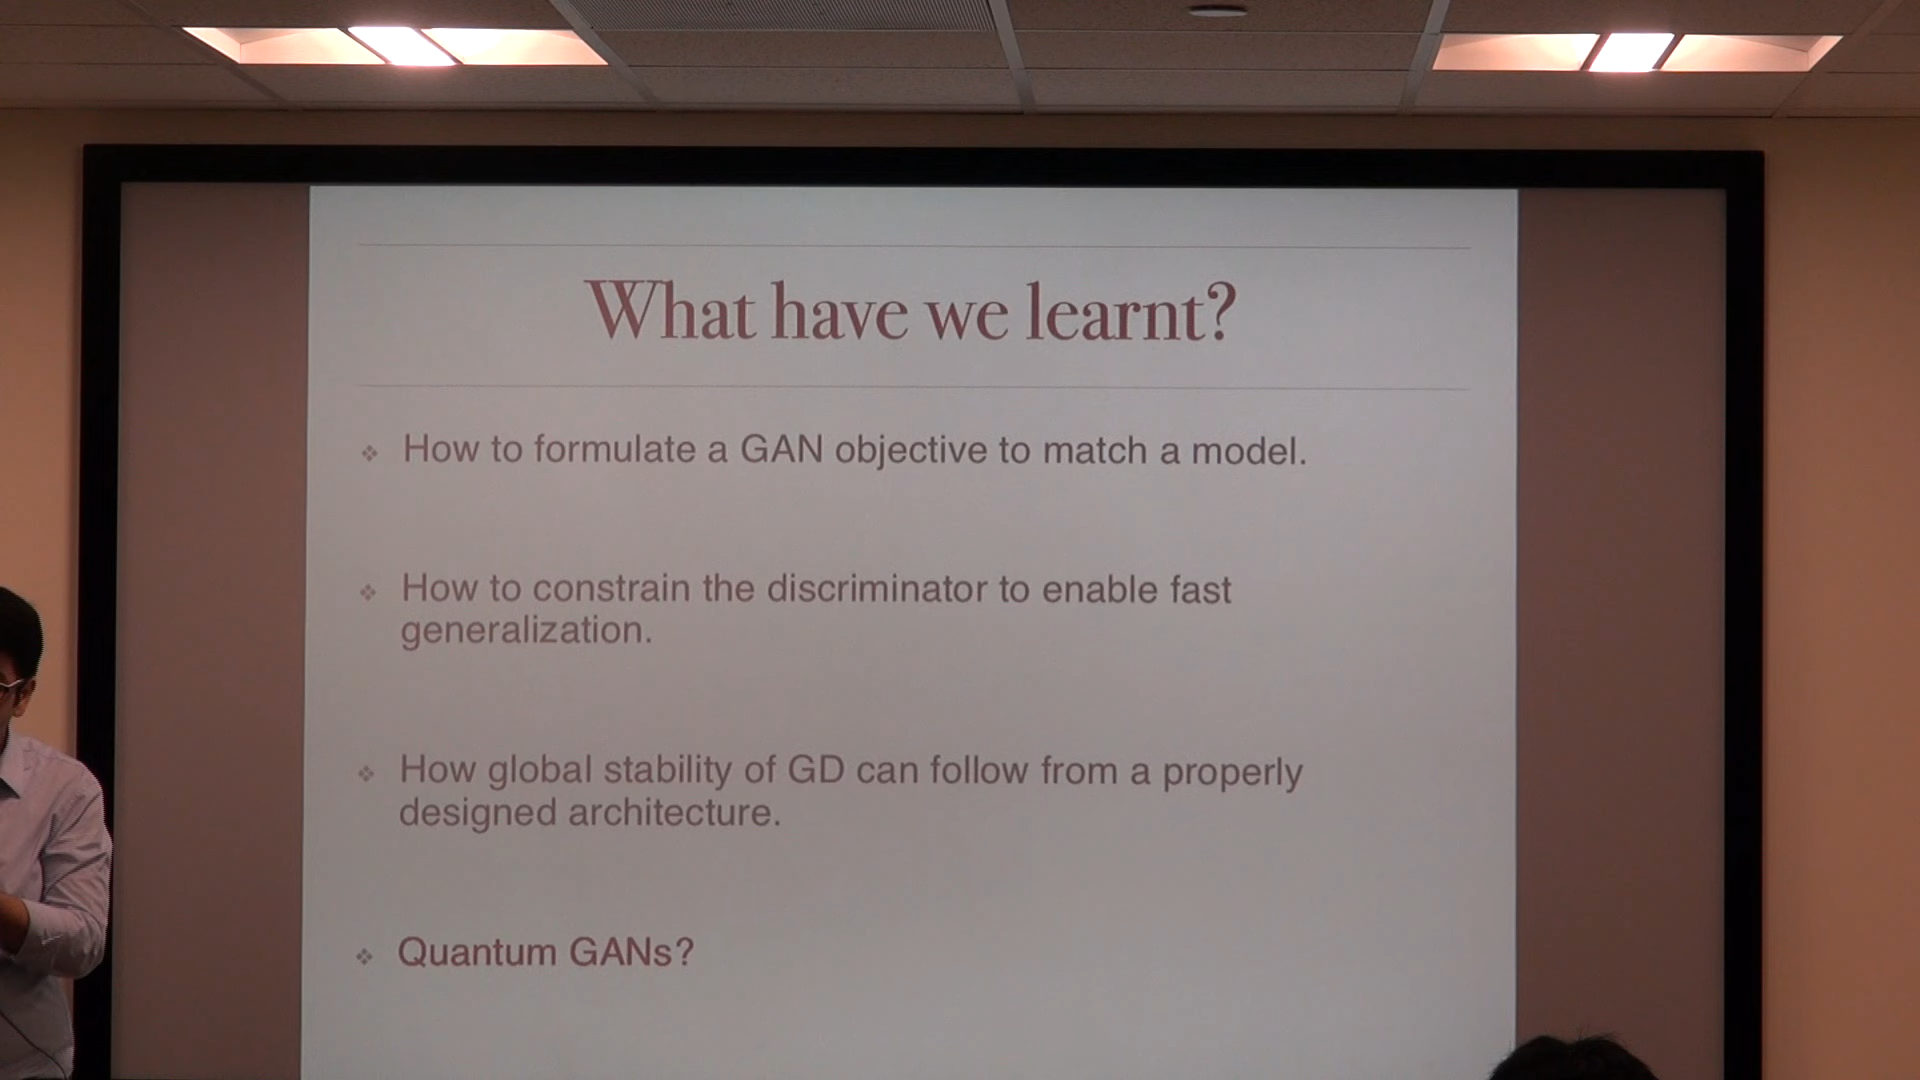 What have we learnt?
How to formulate a GAN objective to match a model.
How to constrain the discriminator to enable fast
generalization.
How global stability of GD can follow from a properly
designed architecture.
Quantum GANs?